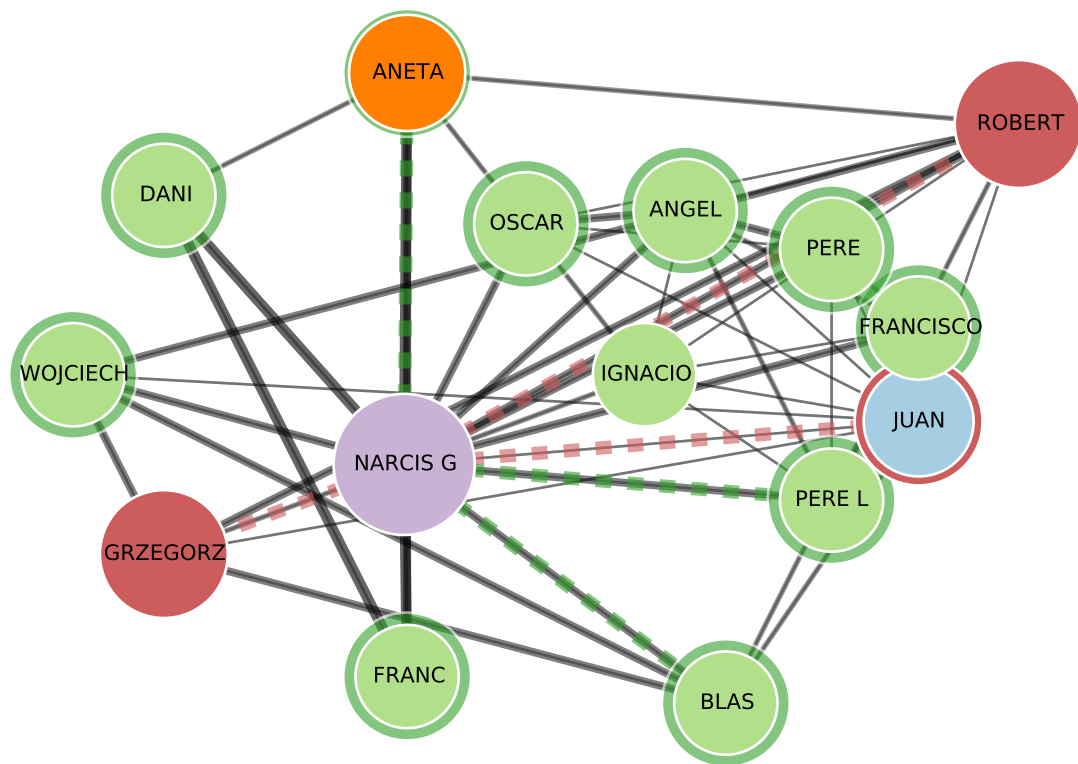 ANETA
ROBERT
DANI
OSCAR
ANGEL
PERE
FRANCISCO
WOJCIECH
IGNACIO
JUAN
NARCIS G
PERE L
GRZEGORZ
FRANC
BLAS